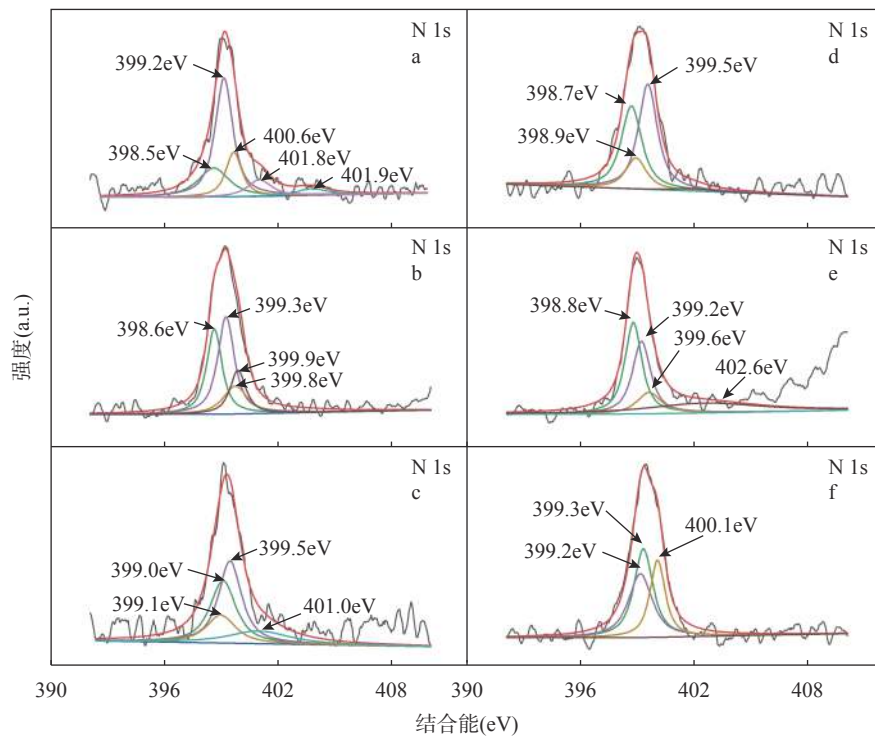 N 1s
a
399.2eV
400.6eV
398.5eV
401.8eV
401.9eV
N 1s
d
399.5eV
398.7eV
398.9eV
N 1s
b
399.3eV
398.6eV
399.9eV
399.8eV
N 1s
e
398.8eV
399.2eV
399.6eV
402.6eV
N 1s
c
399.5eV
399.0eV
399.1eV
401.0eV
N 1s
f
399.3eV
400.1eV
399.2eV
强度(a.u.)
390 396 402 408 390 396 402 408
结合能(eV)